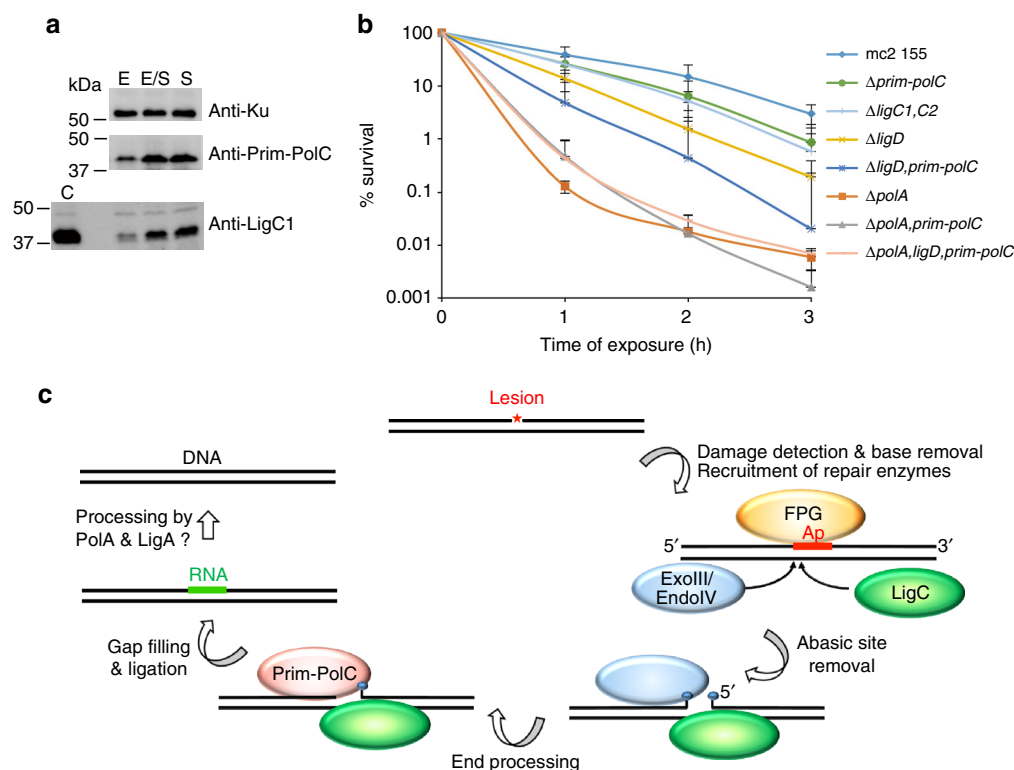 a
kDa
E E/S S
50
Anti-Ku
50
37
Anti-Prim-PolC
C
50
37
Anti-LigC1
b
% survival
100
10
1
0.1
0.01
0.001
0 1 2 3
Time of exposure (h)
mc2 155
Δprim-polC
ΔligC1,C2
ΔligD
ΔligD,prim-polC
ΔpolA
ΔpolA,prim-polC
ΔpolA,ligD,prim-polC
c
Lesion
Damage detection & base removal
Recruitment of repair enzymes
FPG
Ap
5′ 3′
ExoIII/
EndoIV
LigC
Abasic site
removal
5′
End processing
Prim-PolC
Gap filling
& ligation
RNA
Processing by
PolA & LigA ?
DNA